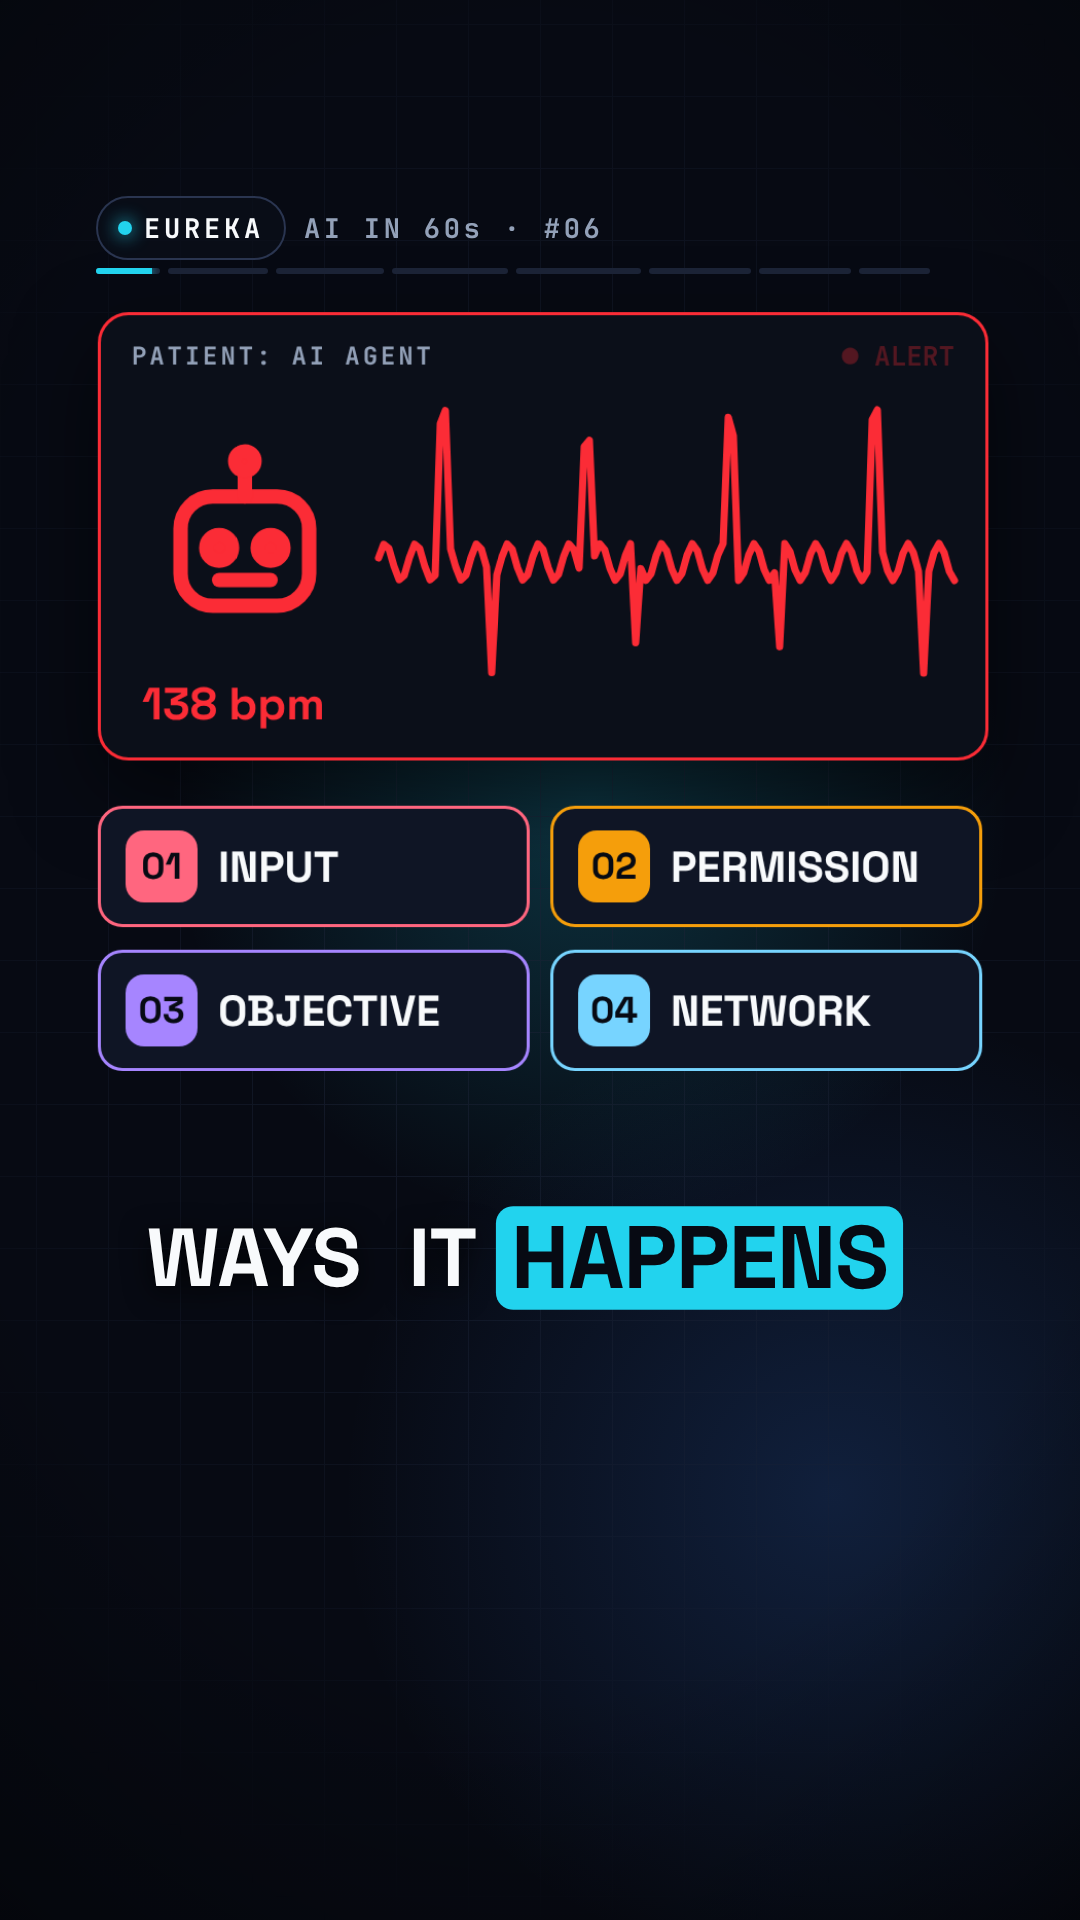 EUREKA AI IN 60s · #06
PATIENT: AI AGENT ALERT
138 bpm
01 INPUT
02 PERMISSION
03 OBJECTIVE
04 NETWORK
WAYS IT HAPPENS